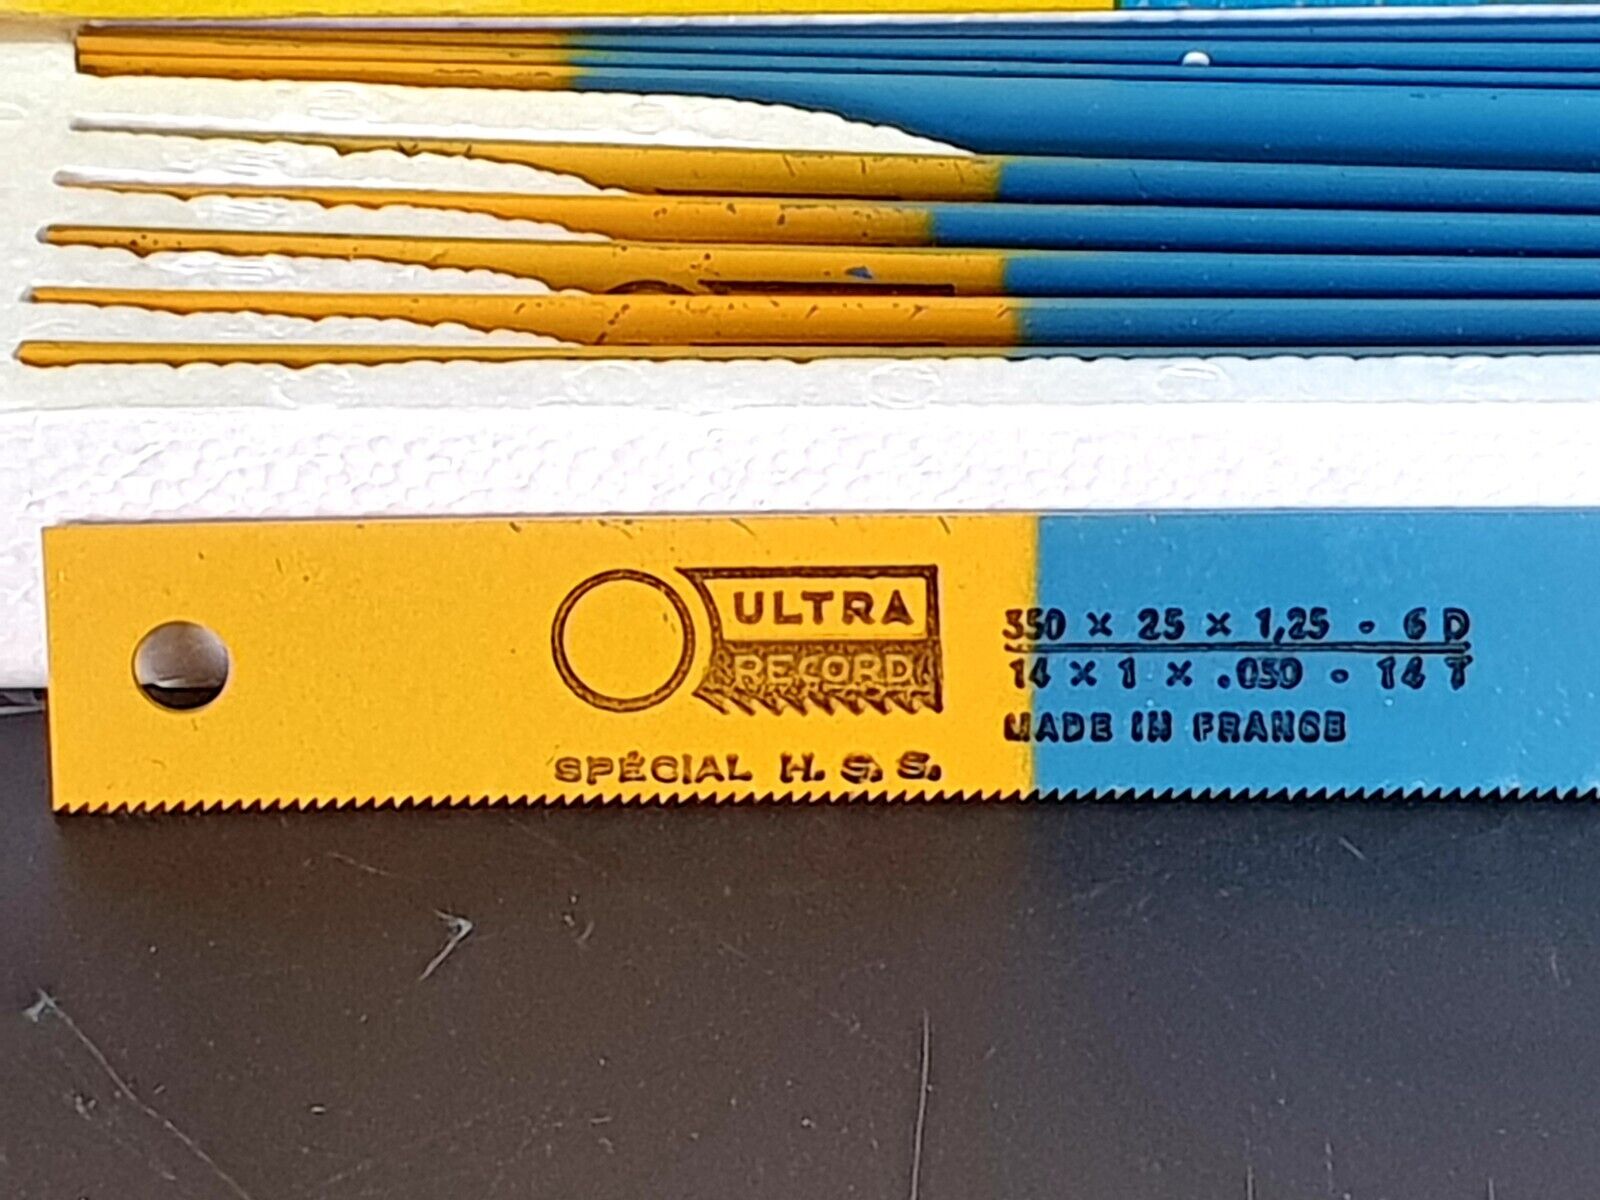 ULTRA
RECORD
SPÉCIAL H. S. S.
350 × 25 × 1,25 - 6 D
14 × 1 × .050 - 14 T
MADE IN FRANCE